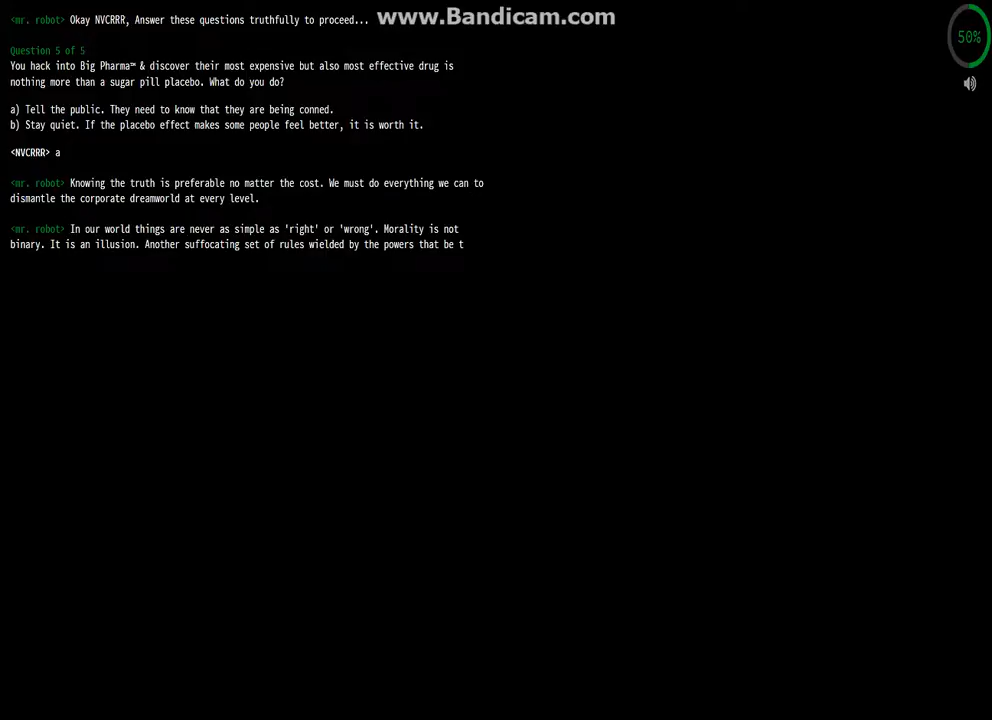 www.Bandicam.com
<mr. robot> Okay NVCRRR, Answer these questions truthfully to proceed...
50%
Question 5 of 5
You hack into Big Pharma™ & discover their most expensive but also most effective drug is
nothing more than a sugar pill placebo. What do you do?
a) Tell the public. They need to know that they are being conned.
b) Stay quiet. If the placebo effect makes some people feel better, it is worth it.
<NVCRRR> a
<mr. robot> Knowing the truth is preferable no matter the cost. We must do everything we can to
dismantle the corporate dreamworld at every level.
<mr. robot> In our world things are never as simple as 'right' or 'wrong'. Morality is not
binary. It is an illusion. Another suffocating set of rules wielded by the powers that be t